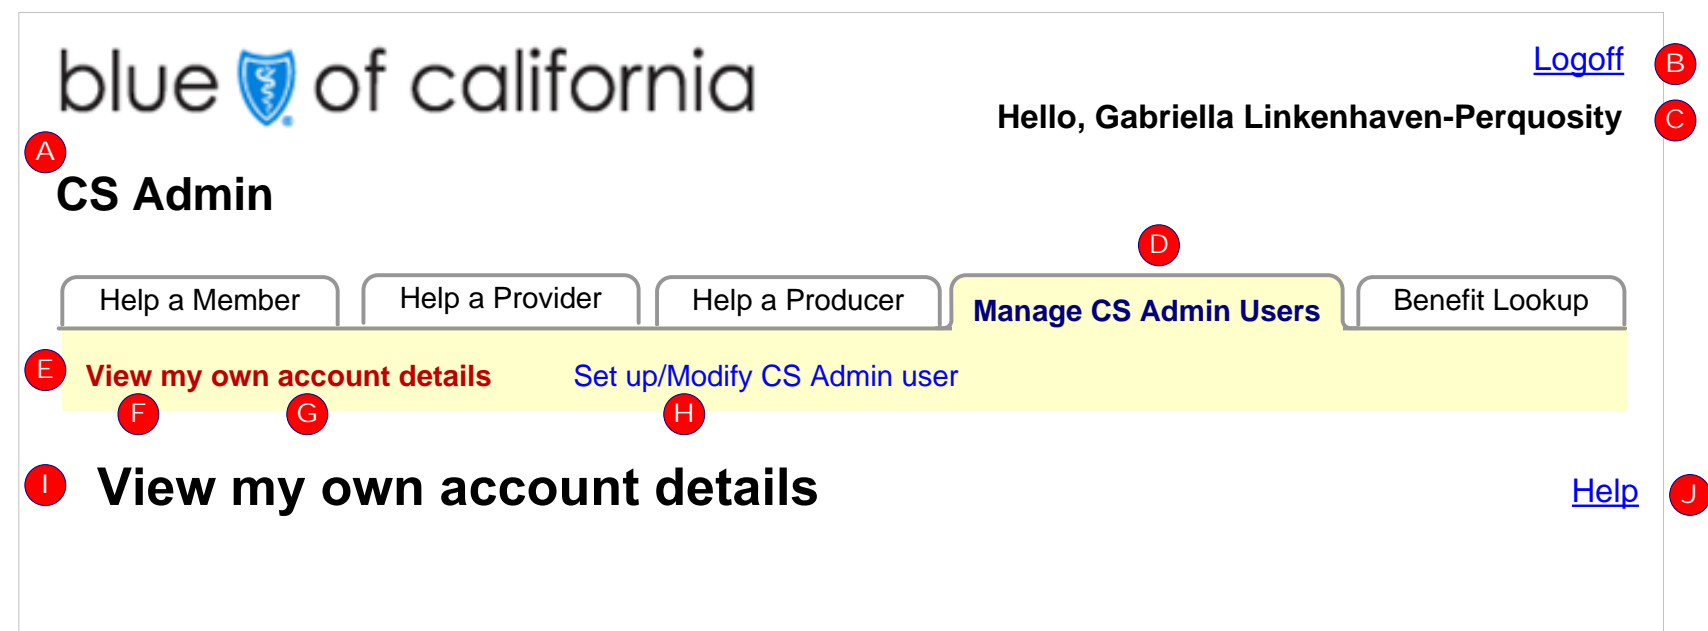 blue of california
Logoff B
Hello, Gabriella Linkenhaven-Perquosity C
A
CS Admin
D
Help a Member Help a Provider Help a Producer Manage CS Admin Users Benefit Lookup
E View my own account details Set up/Modify CS Admin user
F G H
I View my own account details Help J